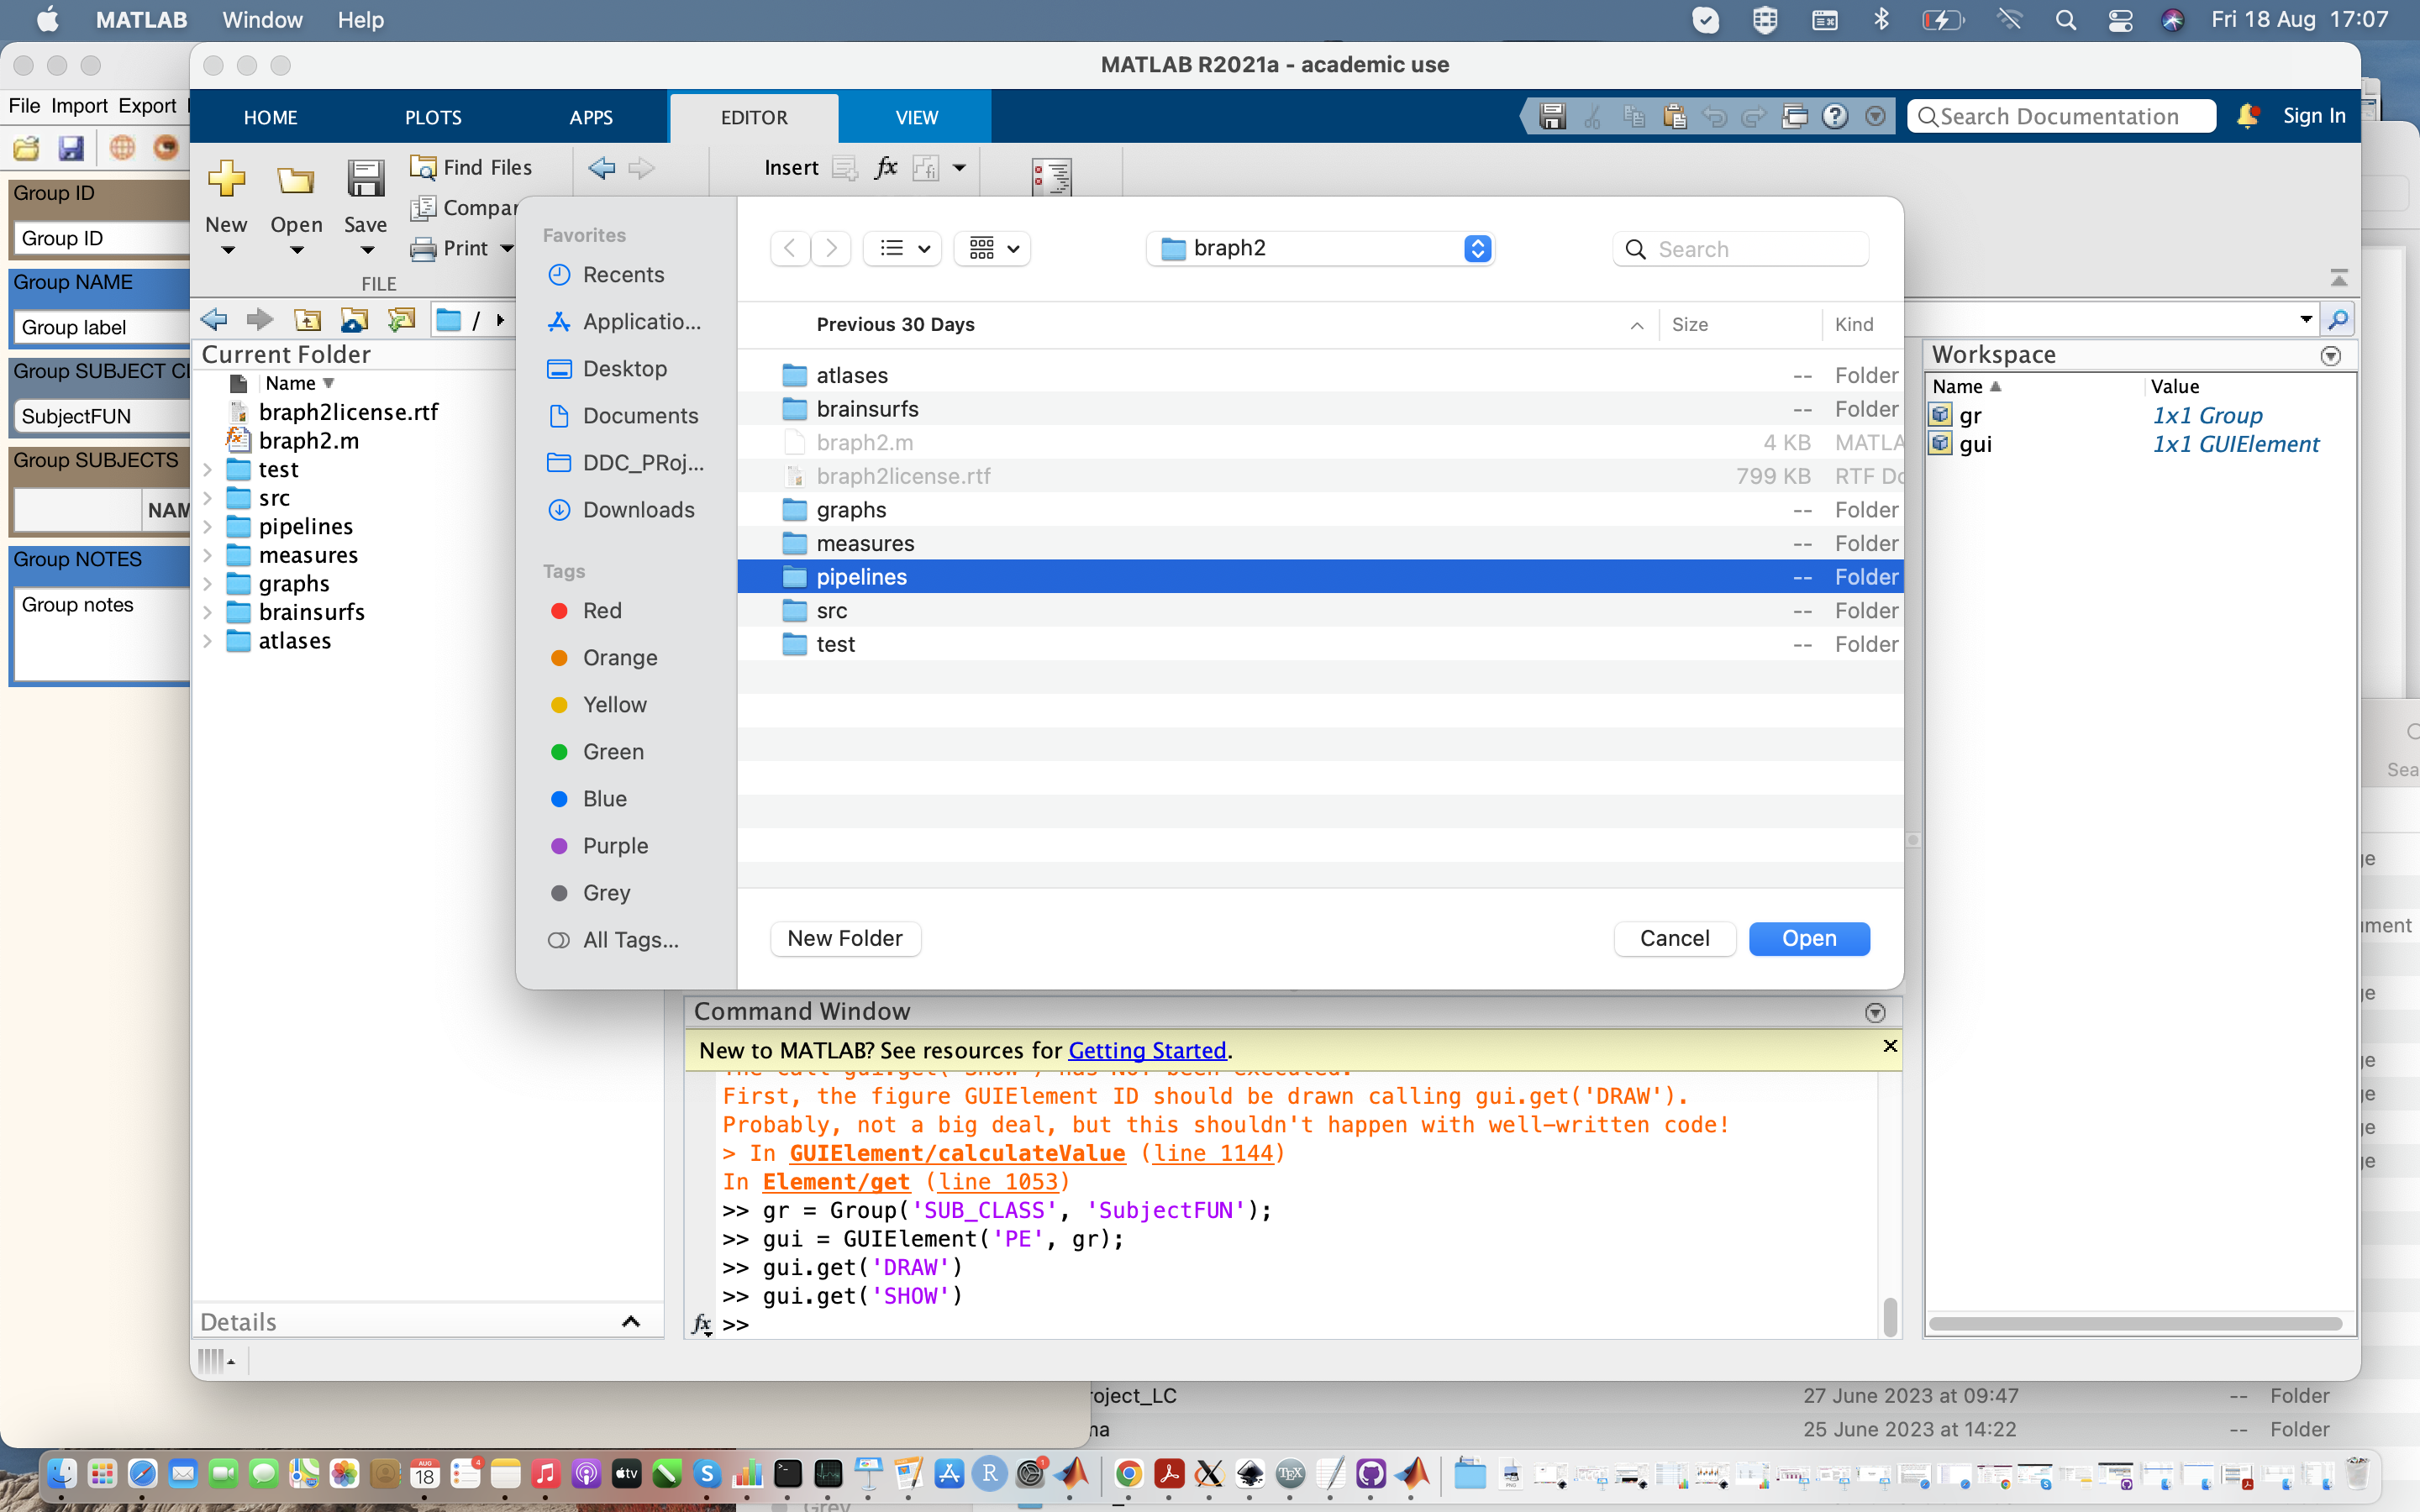 MATLAB Window Help
Fri 18 Aug 17:07
MATLAB R2021a - academic use
File Import Export
HOME PLOTS APPS EDITOR VIEW
Search Documentation
Sign In
Group ID
Group ID
Group NAME
Group label
Group SUBJECT CL
SubjectFUN
Group SUBJECTS
NAM
Group NOTES
Group notes
New Open Save
Find Files
Compar
Print
FILE
Insert fx
/
Current Folder
Name
braph2license.rtf
braph2.m
test
src
pipelines
measures
graphs
brainsurfs
atlases
Details
Favorites
Recents
Applicatio...
Desktop
Documents
DDC_PRoj...
Downloads
Tags
Red
Orange
Yellow
Green
Blue
Purple
Grey
All Tags...
braph2
Search
Previous 30 Days Size Kind
atlases -- Folder
brainsurfs -- Folder
braph2.m 4 KB MATLA
braph2license.rtf 799 KB RTF Do
graphs -- Folder
measures -- Folder
pipelines -- Folder
src -- Folder
test -- Folder
New Folder Cancel Open
Workspace
Name Value
gr 1x1 Group
gui 1x1 GUIElement
Command Window
New to MATLAB? See resources for Getting Started.
First, the figure GUIElement ID should be drawn calling gui.get('DRAW').
Probably, not a big deal, but this shouldn't happen with well-written code!
> In GUIElement/calculateValue (line 1144)
In Element/get (line 1053)
>> gr = Group('SUB_CLASS', 'SubjectFUN');
>> gui = GUIElement('PE', gr);
>> gui.get('DRAW')
>> gui.get('SHOW')
fx >>
Sea
ument
roject_LC 27 June 2023 at 09:47 -- Folder
na 25 June 2023 at 14:22 -- Folder
AUG
18
4
tv
1
Grey